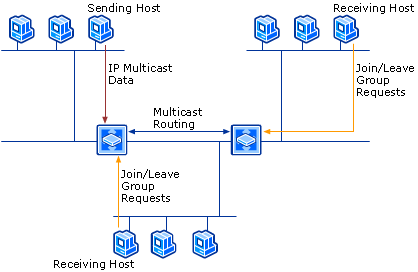 Sending Host
Receiving Host
IP Multicast
Data
Join/Leave
Group
Requests
Multicast
Routing
Join/Leave
Group
Requests
Receiving Host